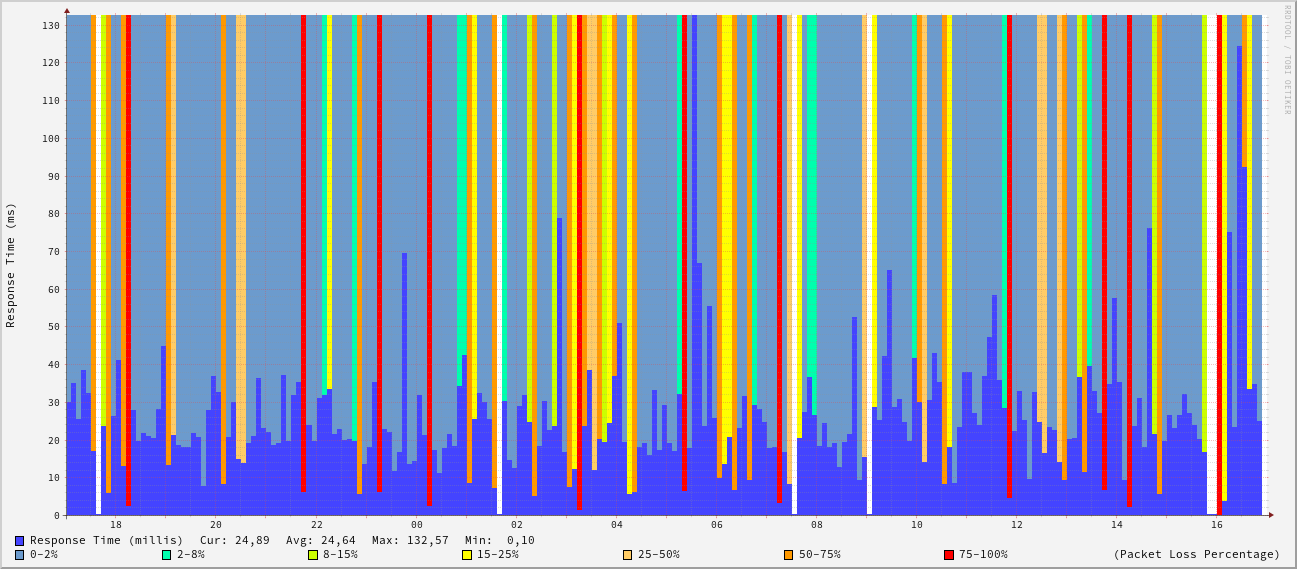 RRDTOOL / TOBI OETIKER
Response Time (ms)
130
120
110
100
90
80
70
60
50
40
30
20
10
0
18 20 22 00 02 04 06 08 10 12 14 16
Response Time (millis) Cur: 24,89 Avg: 24,64 Max: 132,57 Min: 0,10
0-2% 2-8% 8-15% 15-25% 25-50% 50-75% 75-100% (Packet Loss Percentage)